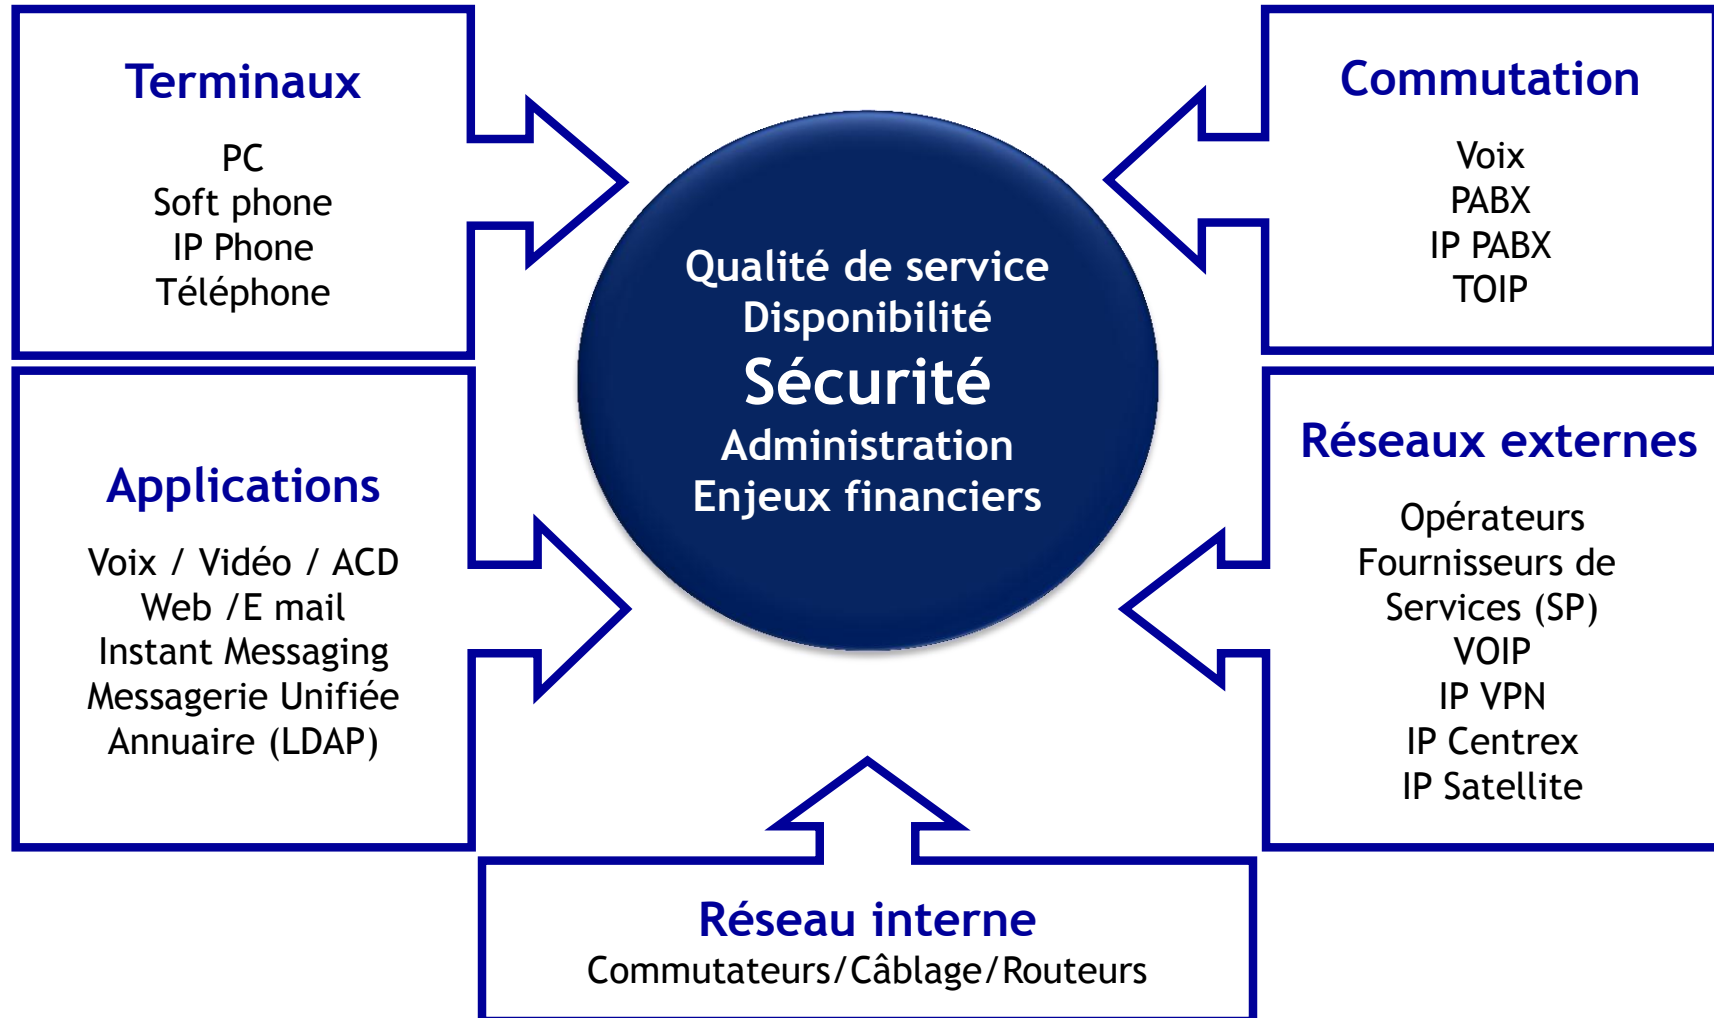 Terminaux
PC
Soft phone
IP Phone
Téléphone
Commutation
Voix
PABX
IP PABX
TOIP
Qualité de service
Disponibilité
Sécurité
Administration
Enjeux financiers
Applications
Voix / Vidéo / ACD
Web /E mail
Instant Messaging
Messagerie Unifiée
Annuaire (LDAP)
Réseaux externes
Opérateurs
Fournisseurs de
Services (SP)
VOIP
IP VPN
IP Centrex
IP Satellite
Réseau interne
Commutateurs/Câblage/Routeurs